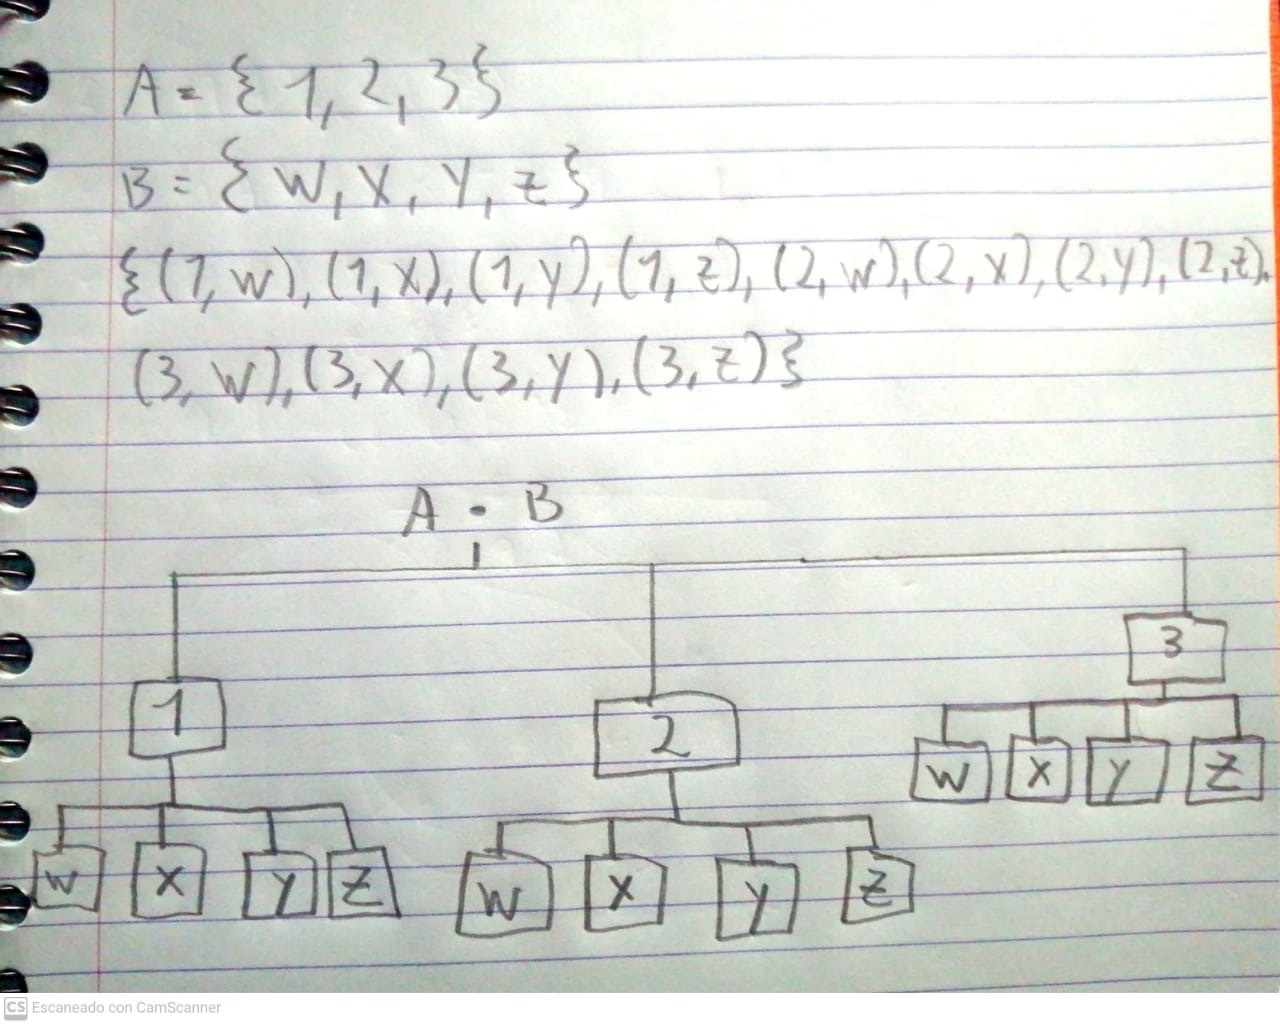 A = {1, 2, 3}
B = {W, X, Y, Z}
{(1, W), (1, X), (1, Y), (1, Z), (2, W), (2, X), (2, Y), (2, Z),
(3, W), (3, X), (3, Y), (3, Z)}
A · B
1 2 3
W X Y Z W X Y Z W X Y Z
CS Escaneado con CamScanner